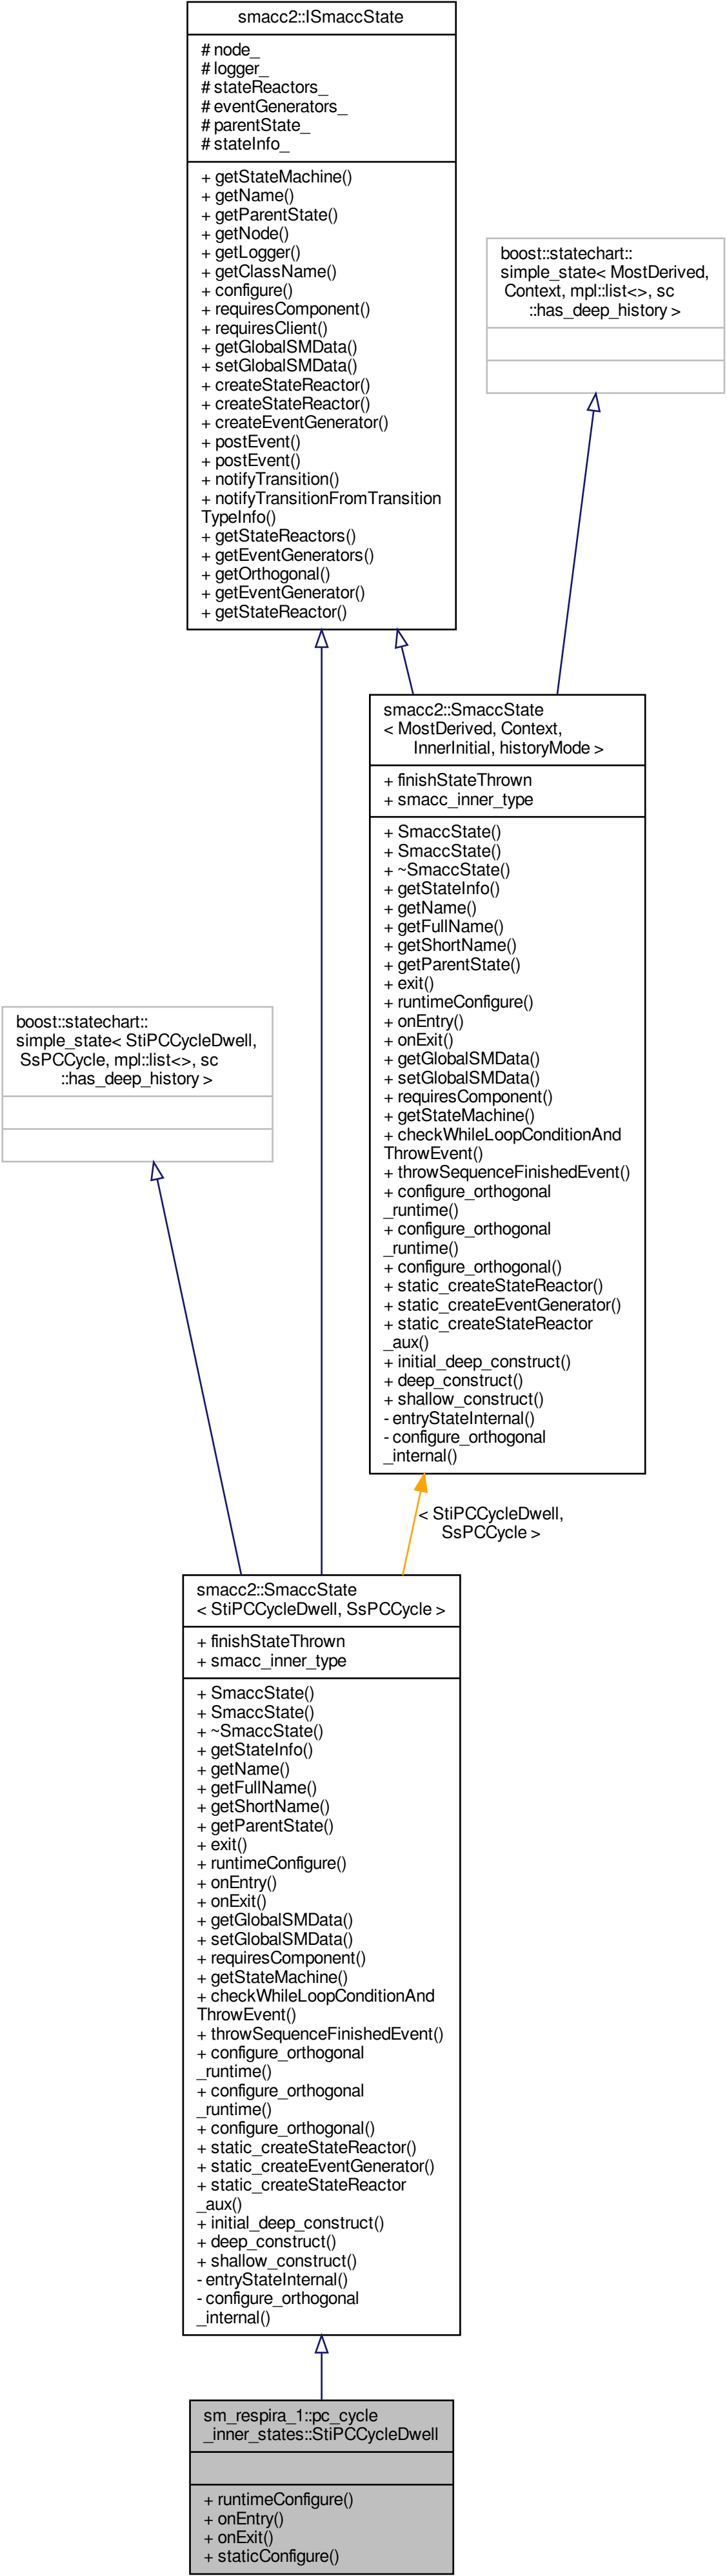 smacc2::ISmaccState
# node_
# logger_
# stateReactors_
# eventGenerators_
# parentState_
# stateInfo_
+ getStateMachine()
+ getName()
+ getParentState()
+ getNode()
+ getLogger()
+ getClassName()
+ configure()
+ requiresComponent()
+ requiresClient()
+ getGlobalSMData()
+ setGlobalSMData()
+ createStateReactor()
+ createStateReactor()
+ createEventGenerator()
+ postEvent()
+ postEvent()
+ notifyTransition()
+ notifyTransitionFromTransition
TypeInfo()
+ getStateReactors()
+ getEventGenerators()
+ getOrthogonal()
+ getEventGenerator()
+ getStateReactor()
boost::statechart::
simple_state< MostDerived,
Context, mpl::list<>, sc
::has_deep_history >
smacc2::SmaccState
< MostDerived, Context,
InnerInitial, historyMode >
+ finishStateThrown
+ smacc_inner_type
+ SmaccState()
+ SmaccState()
+ ~SmaccState()
+ getStateInfo()
+ getName()
+ getFullName()
+ getShortName()
+ getParentState()
+ exit()
+ runtimeConfigure()
+ onEntry()
+ onExit()
+ getGlobalSMData()
+ setGlobalSMData()
+ requiresComponent()
+ getStateMachine()
+ checkWhileLoopConditionAnd
ThrowEvent()
+ throwSequenceFinishedEvent()
+ configure_orthogonal
_runtime()
+ configure_orthogonal
_runtime()
+ configure_orthogonal()
+ static_createStateReactor()
+ static_createEventGenerator()
+ static_createStateReactor
_aux()
+ initial_deep_construct()
+ deep_construct()
+ shallow_construct()
- entryStateInternal()
- configure_orthogonal
_internal()
boost::statechart::
simple_state< StiPCCycleDwell,
SsPCCycle, mpl::list<>, sc
::has_deep_history >
< StiPCCycleDwell,
SsPCCycle >
smacc2::SmaccState
< StiPCCycleDwell, SsPCCycle >
+ finishStateThrown
+ smacc_inner_type
+ SmaccState()
+ SmaccState()
+ ~SmaccState()
+ getStateInfo()
+ getName()
+ getFullName()
+ getShortName()
+ getParentState()
+ exit()
+ runtimeConfigure()
+ onEntry()
+ onExit()
+ getGlobalSMData()
+ setGlobalSMData()
+ requiresComponent()
+ getStateMachine()
+ checkWhileLoopConditionAnd
ThrowEvent()
+ throwSequenceFinishedEvent()
+ configure_orthogonal
_runtime()
+ configure_orthogonal
_runtime()
+ configure_orthogonal()
+ static_createStateReactor()
+ static_createEventGenerator()
+ static_createStateReactor
_aux()
+ initial_deep_construct()
+ deep_construct()
+ shallow_construct()
- entryStateInternal()
- configure_orthogonal
_internal()
sm_respira_1::pc_cycle
_inner_states::StiPCCycleDwell
+ runtimeConfigure()
+ onEntry()
+ onExit()
+ staticConfigure()